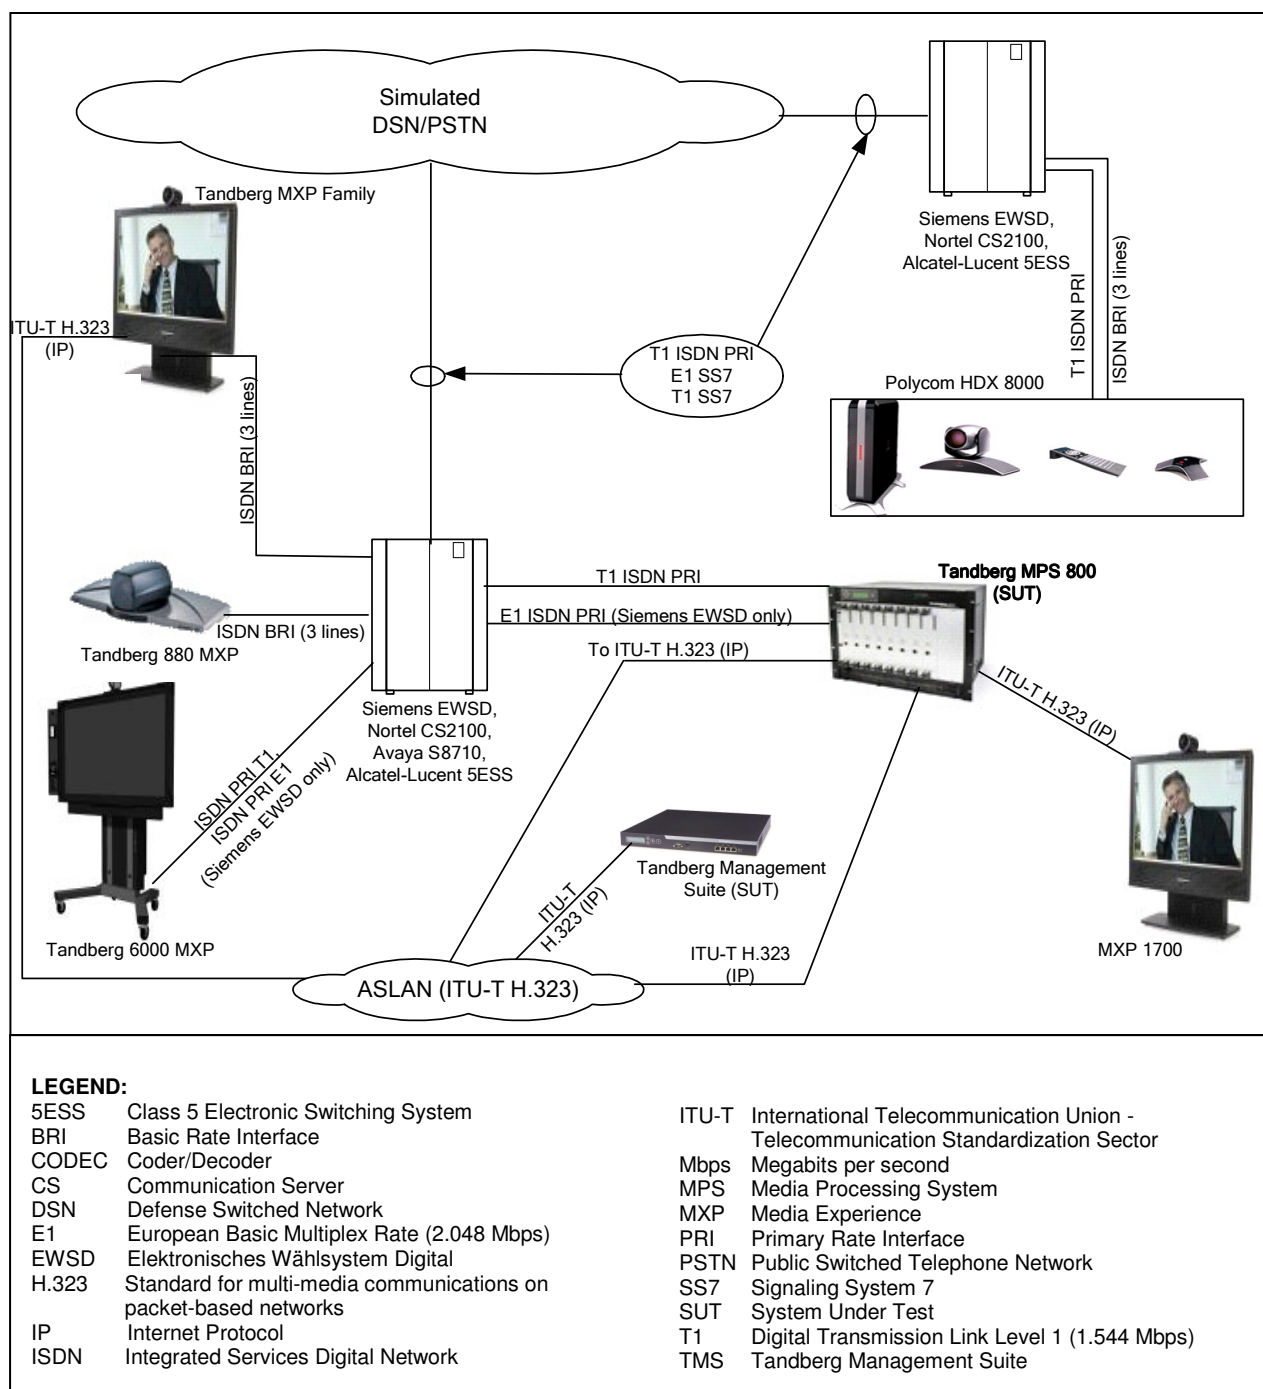 Simulated
DSN/PSTN
Tandberg MXP Family
Siemens EWSD,
Nortel CS2100,
Alcatel-Lucent 5ESS
ITU-T H.323
(IP)
T1 ISDN PRI
E1 SS7
T1 SS7
T1 ISDN PRI
ISDN BRI (3 lines)
Polycom HDX 8000
ISDN BRI (3 lines)
T1 ISDN PRI
Tandberg MPS 800
(SUT)
E1 ISDN PRI (Siemens EWSD only)
ISDN BRI (3 lines)
To ITU-T H.323 (IP)
Tandberg 880 MXP
ITU-T H.323 (IP)
Siemens EWSD,
Nortel CS2100,
Avaya S8710,
Alcatel-Lucent 5ESS
ISDN PRI T1,
ISDN PRI E1
(Siemens EWSD only)
Tandberg Management
Suite (SUT)
ITU-T
H.323 (IP)
Tandberg 6000 MXP
ITU-T H.323
(IP)
MXP 1700
ASLAN (ITU-T H.323)
LEGEND:
5ESS Class 5 Electronic Switching System
BRI Basic Rate Interface
CODEC Coder/Decoder
CS Communication Server
DSN Defense Switched Network
E1 European Basic Multiplex Rate (2.048 Mbps)
EWSD Elektronisches Wählsystem Digital
H.323 Standard for multi-media communications on
packet-based networks
IP Internet Protocol
ISDN Integrated Services Digital Network
ITU-T International Telecommunication Union -
Telecommunication Standardization Sector
Mbps Megabits per second
MPS Media Processing System
MXP Media Experience
PRI Primary Rate Interface
PSTN Public Switched Telephone Network
SS7 Signaling System 7
SUT System Under Test
T1 Digital Transmission Link Level 1 (1.544 Mbps)
TMS Tandberg Management Suite